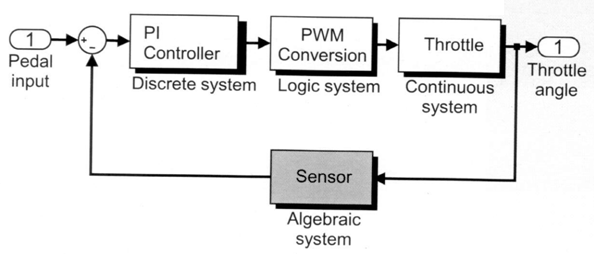 1
Pedal
input
+
-
PI
Controller
Discrete system
PWM
Conversion
Logic system
Throttle
Continuous
system
1
Throttle
angle
Sensor
Algebraic
system